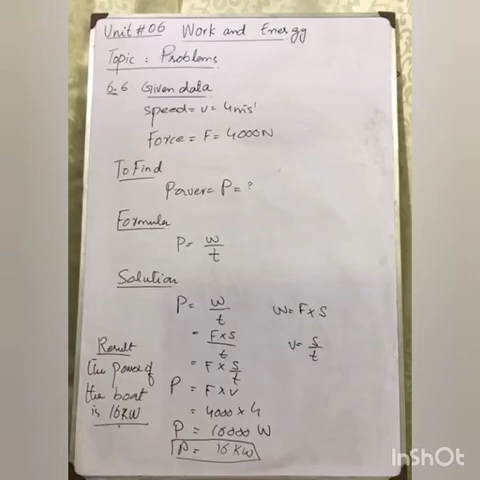 Unit # 06 Work and Energy
Topic : Problems
6.6 Given data
Speed = v = 4ms⁻¹
Force = F = 4000N
To Find
Power = P = ?
Formula
P = W/t
Solution
P = W/t W = F x S
= F x S/t v = S/t
= F x S/t
P = F x v
= 4000 x 4
P = 16000 W
P = 16 KW
Result
The power of
the boat
is 16KW
InShOt